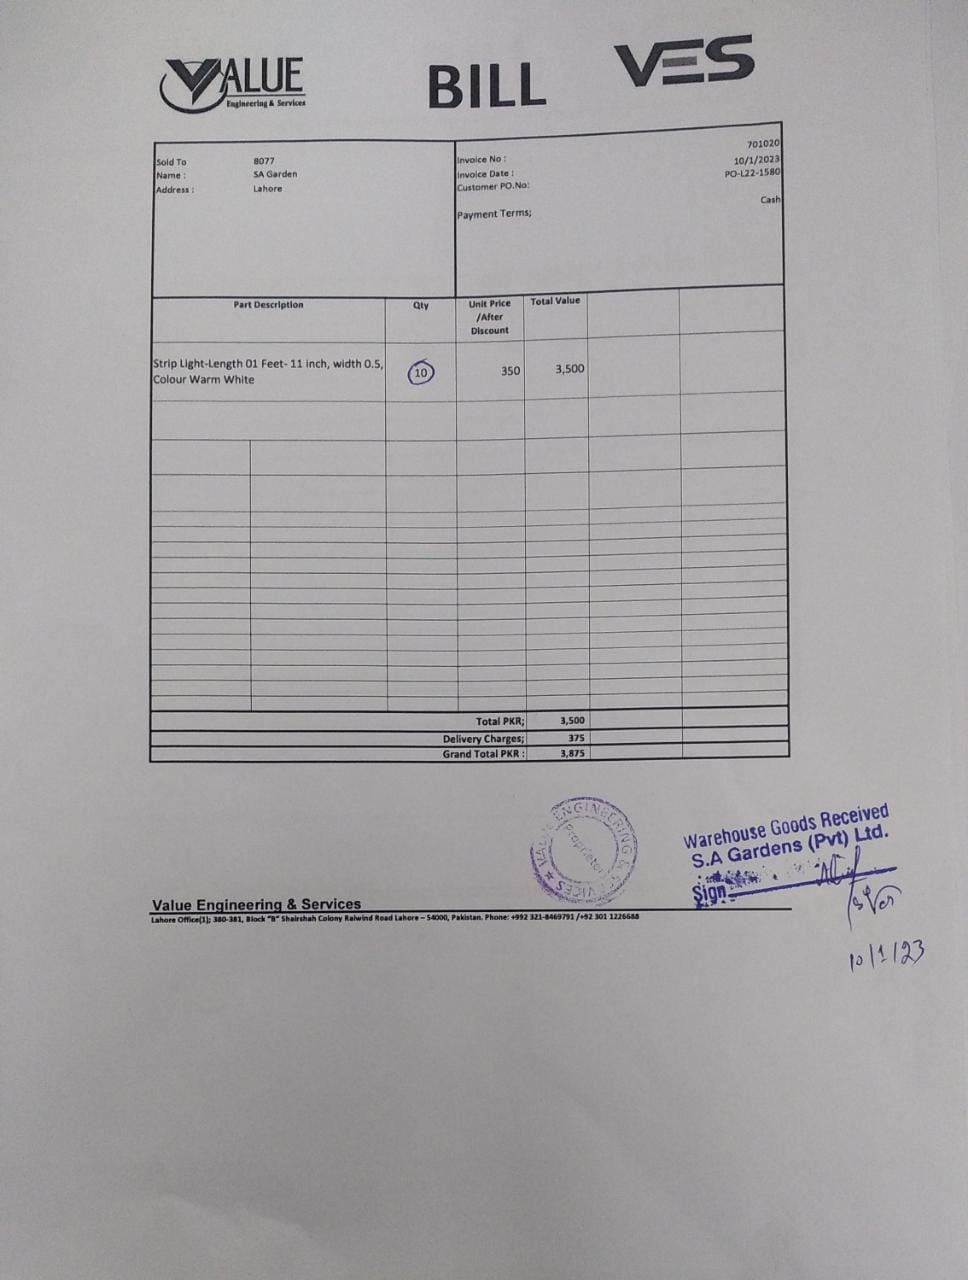 VALUE
Engineering & Services
BILL
VES
Sold To 8077
Name : SA Garden
Address : Lahore
Invoice No : 701020
Invoice Date : 10/1/2023
Customer PO.No: PO-L22-1580
Payment Terms; Cash
Part Description Qty Unit Price /After Discount Total Value
Strip Light-Length 01 Feet- 11 inch, width 0.5,
Colour Warm White 10 350 3,500
Total PKR; 3,500
Delivery Charges; 375
Grand Total PKR : 3,875
VALUE ENGINEERING & SERVICES
Proprietor
Warehouse Goods Received
S.A Gardens (Pvt) Ltd.
Sign
10/1/23
Value Engineering & Services
Lahore Office(1); 380-381, Block "B" Shairshah Colony Raiwind Road Lahore – 54000, Pakistan. Phone: +992 321-8469791 /+92 301 1226688